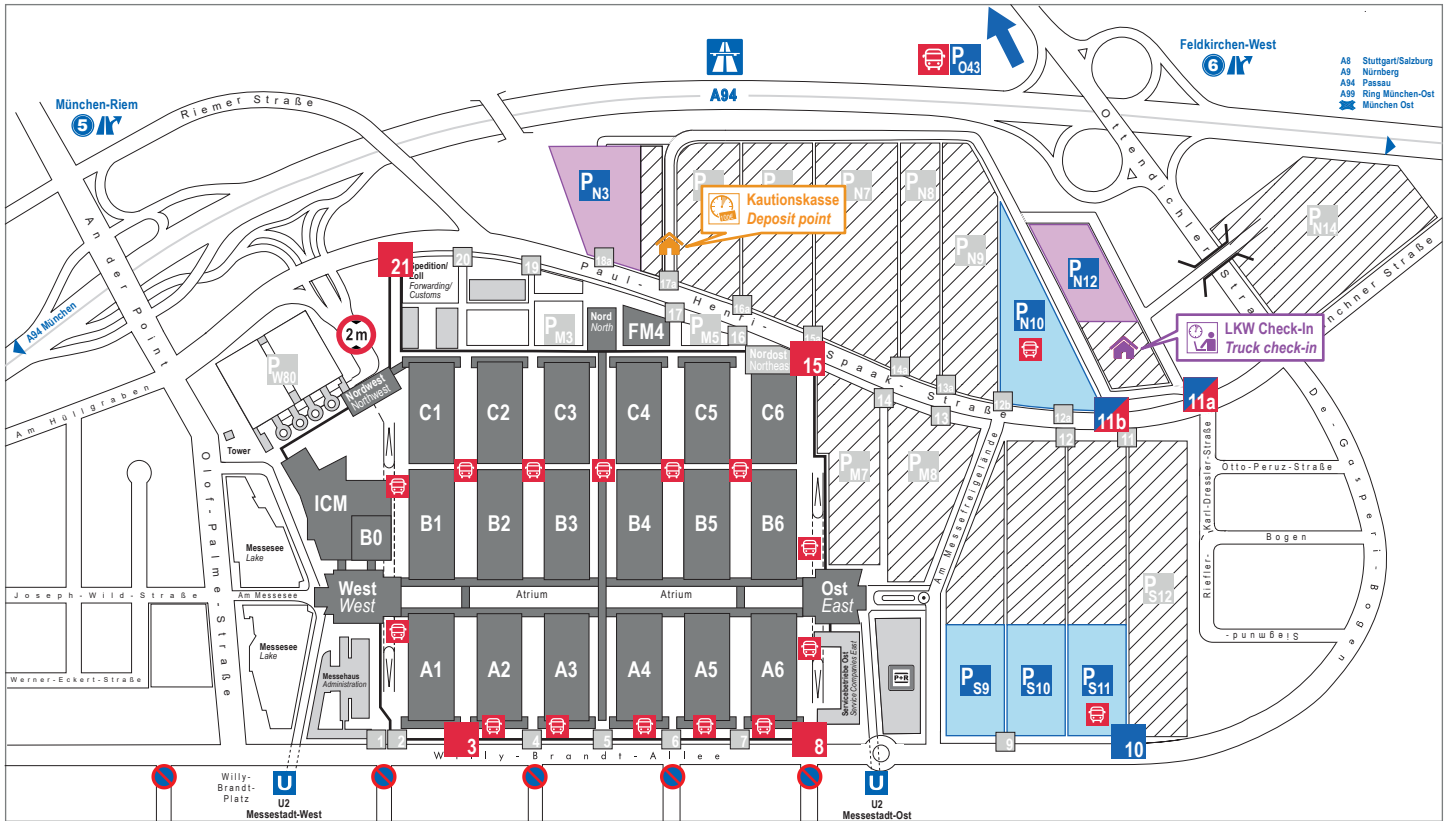 P
O43
A94
Feldkirchen-West
6
A8 Stuttgart/Salzburg
A9 Nürnberg
A94 Passau
A99 Ring München-Ost
München Ost
München-Riem
5
Riemer Straße
An der Point
Ottendichler Straße
P
N3
P
P
P
N7
P
N8
P
N14
Kautionskasse
Deposit point
P
N9
P
N12
P
N10
LKW Check-In
Truck check-in
21
20
19
18a
17a
17
16
15
14a
14
13a
13
12b
12a
12
11b
11a
11
Spedition/
Zoll
Forwarding/
Customs
Paul-Henri-Spaak-Straße
A94 München
2 m
P
M3
Nord
North
FM4
P
M5
Nordost
P
W80
Nordwest
Northwest
Am Hüllgraben
Tower
C1
C2
C3
C4
C5
C6
P
M7
P
M8
De-Gasperi-Bogen
Otto-Peruz-Straße
Karl-Dressler-Straße
Olof-Palme-Straße
ICM
B0
B1
B2
B3
B4
B5
B6
Am Messefreigelände
Bogen
Riefler-
Messesee
Lake
P
S12
Joseph-Wild-Straße
Am Messesee
West
West
Atrium
Atrium
Ost
East
Siegmund-
Messesee
Lake
Werner-Eckert-Straße
Messehaus
Administration
A1
A2
A3
A4
A5
A6
Servicebetriebe Ost
Service Companies East
P+R
P
S9
P
S10
P
S11
1
2
3
4
5
6
7
8
9
10
Willy-Brandt-Allee
Willy-
Brandt-
Platz
U
U2
Messestadt-West
U
U2
Messestadt-Ost